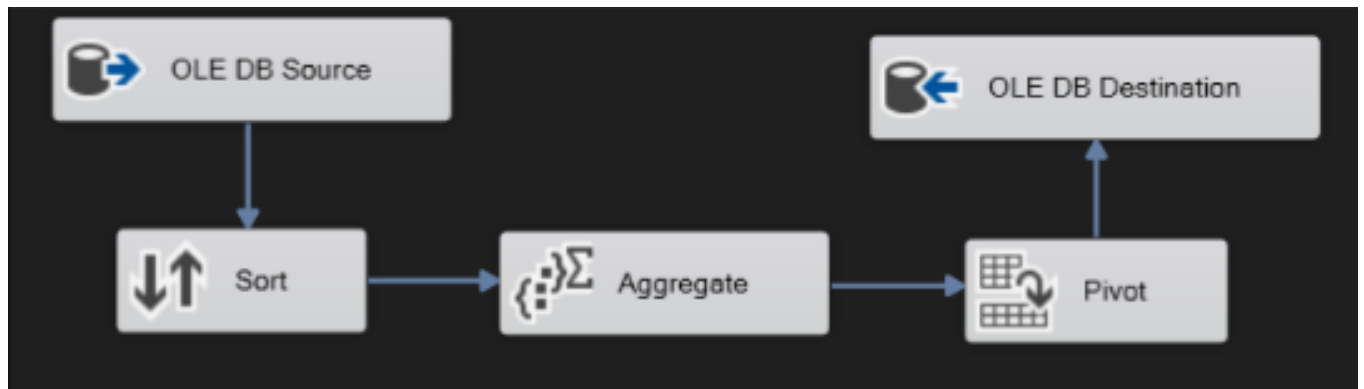 OLE DB Source
OLE DB Destination
Sort
Aggregate
Pivot